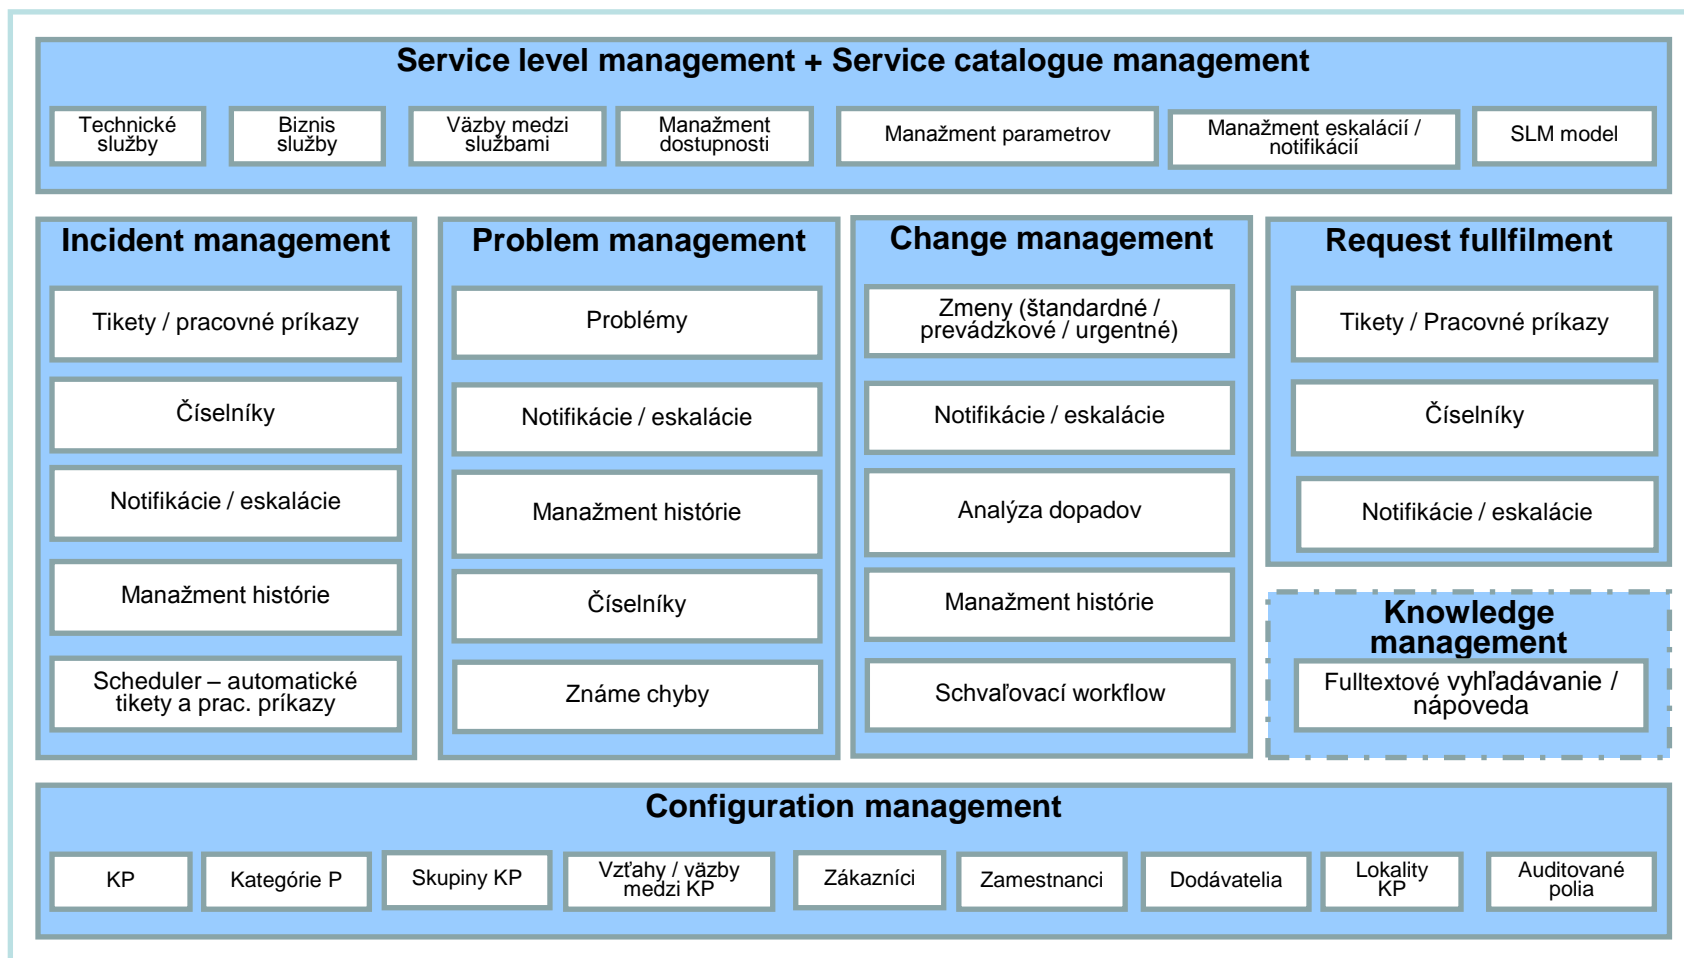 Service level management + Service catalogue management
Technické
služby
Biznis
služby
Väzby medzi
službami
Manažment
dostupnosti
Manažment parametrov
Manažment eskalácií /
notifikácií
SLM model
Incident management
Tikety / pracovné príkazy
Číselníky
Notifikácie / eskalácie
Manažment histórie
Scheduler – automatické
tikety a prac. príkazy
Problem management
Problémy
Notifikácie / eskalácie
Manažment histórie
Číselníky
Známe chyby
Change management
Zmeny (štandardné /
prevádzkové / urgentné)
Notifikácie / eskalácie
Analýza dopadov
Manažment histórie
Schvaľovací workflow
Request fullfilment
Tikety / Pracovné príkazy
Číselníky
Notifikácie / eskalácie
Knowledge
management
Fulltextové vyhľadávanie /
nápoveda
Configuration management
KP
Kategórie P
Skupiny KP
Vzťahy / väzby
medzi KP
Zákazníci
Zamestnanci
Dodávatelia
Lokality
KP
Auditované
polia